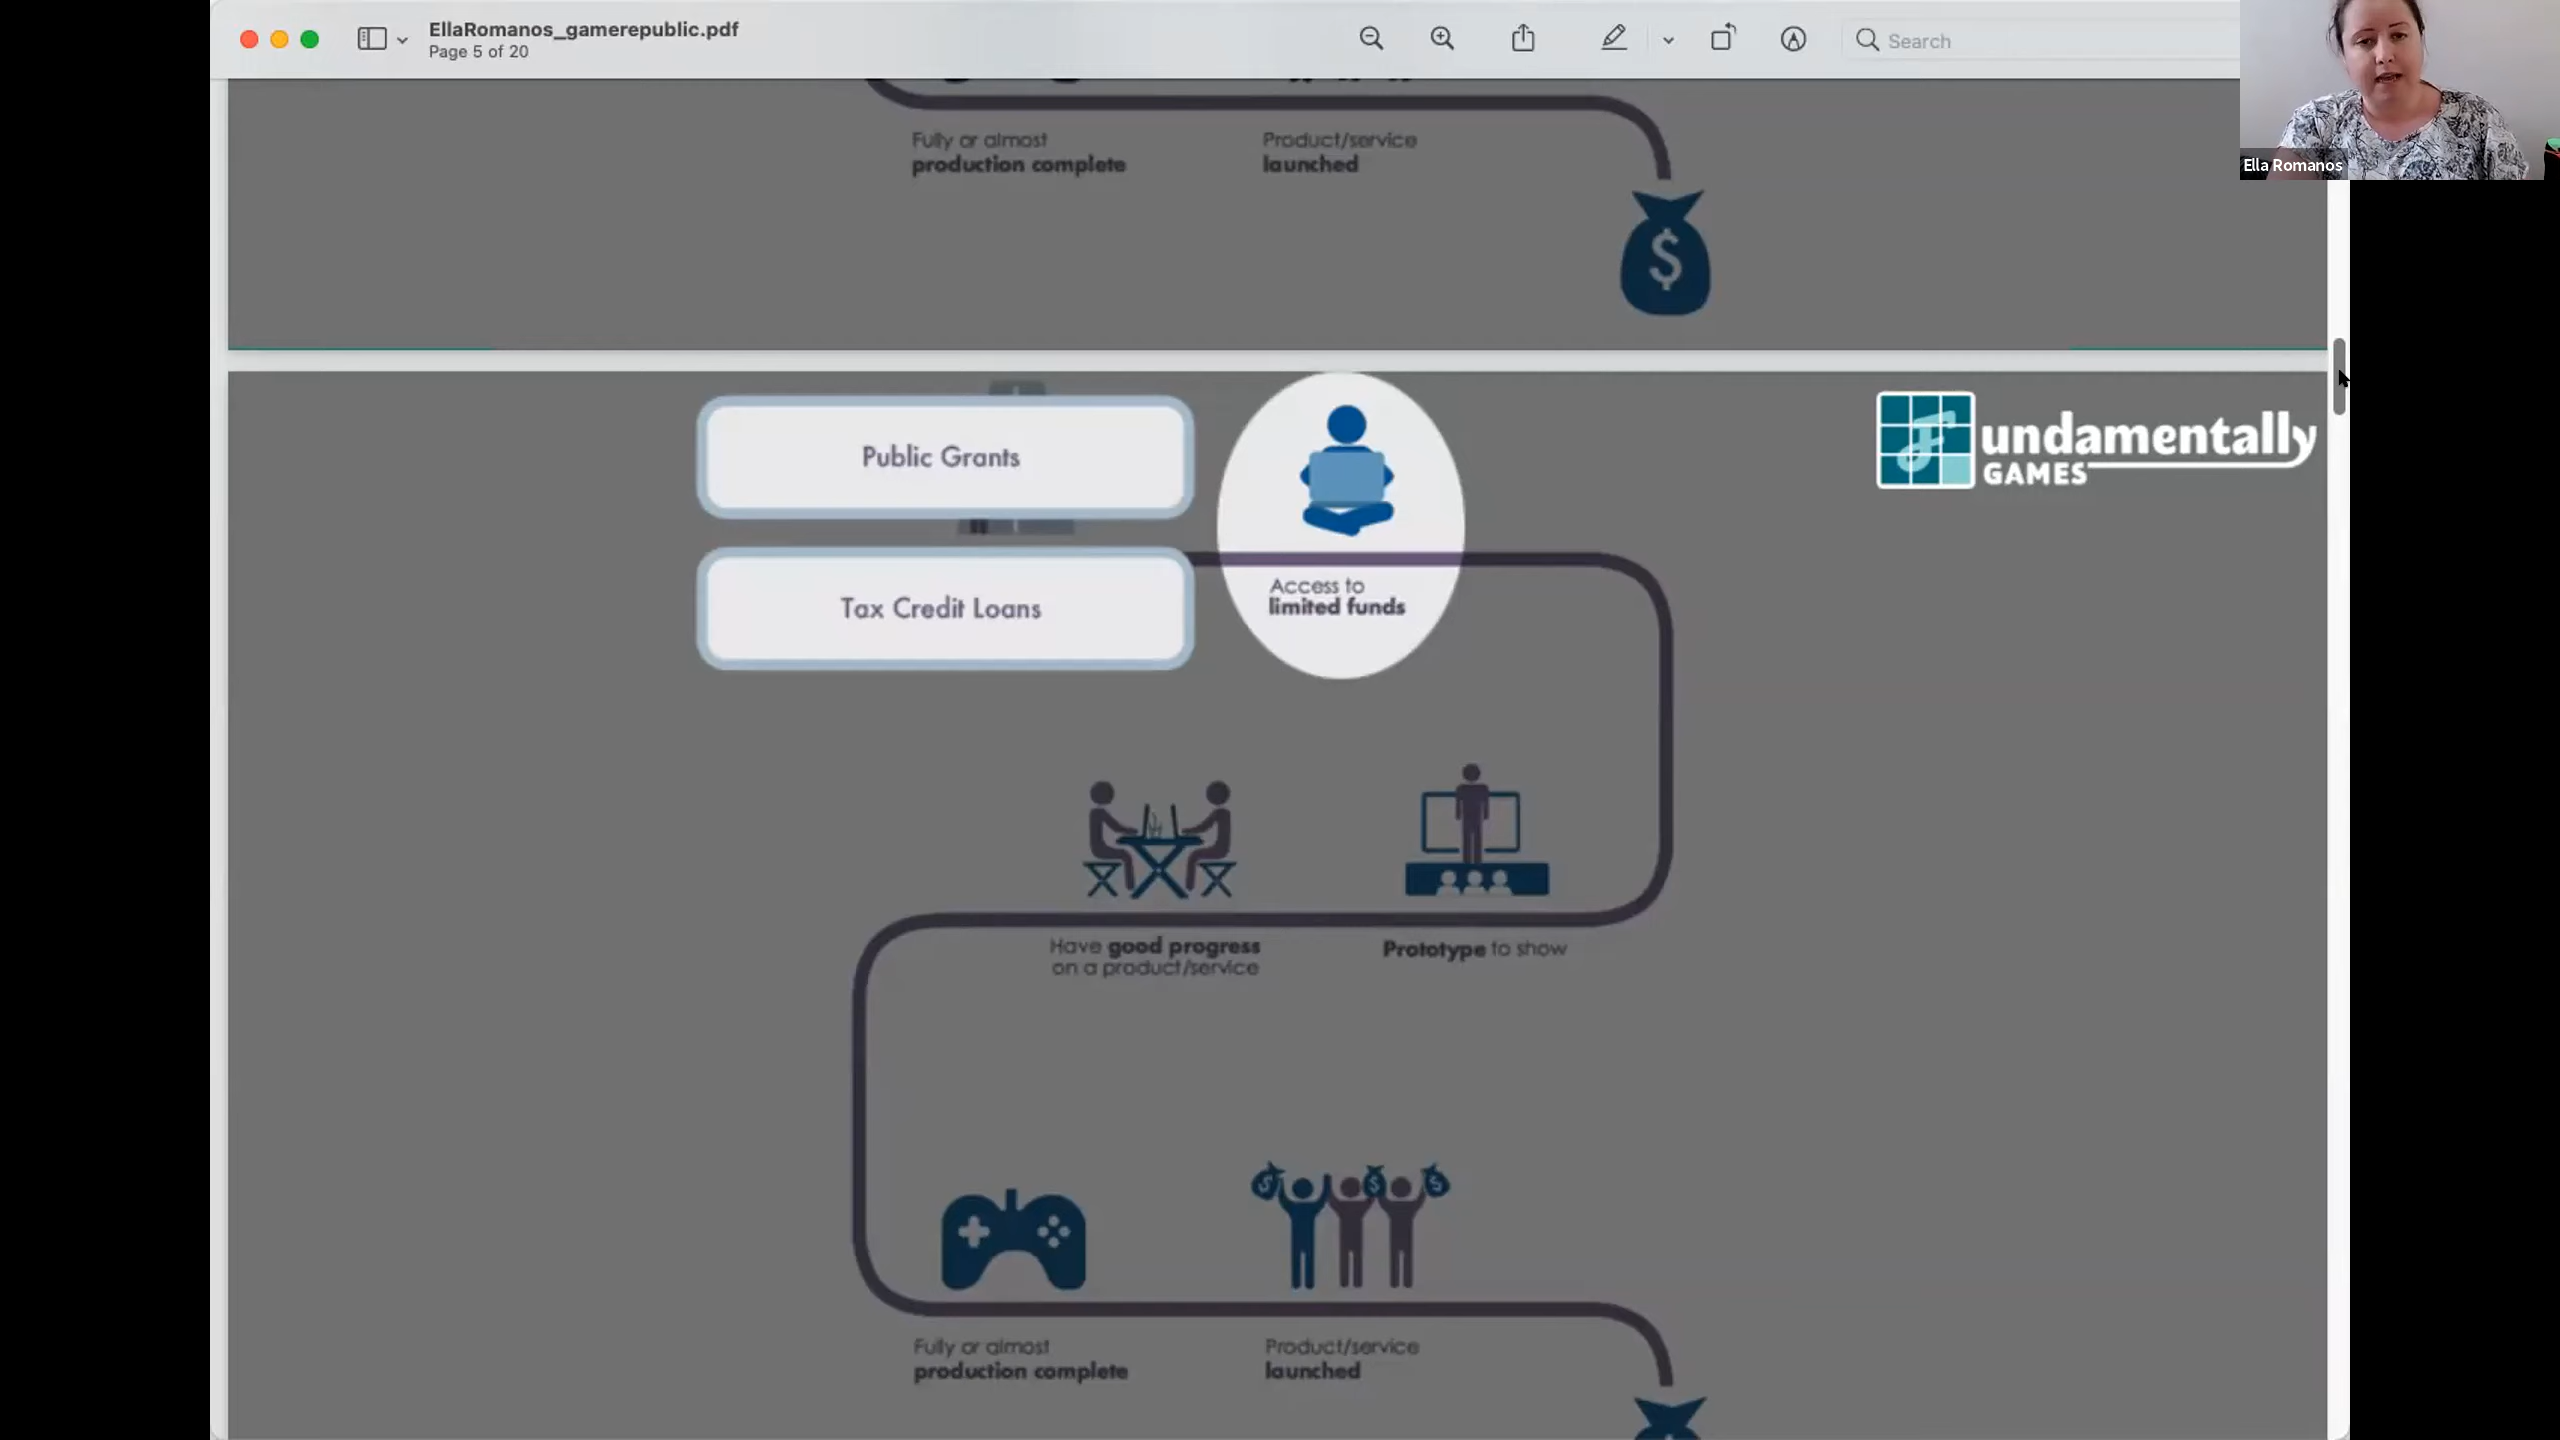 EllaRomanos_gamerepublic.pdf
Page 5 of 20
Search
Ella Romanos
Fully or almost
production complete
Product/service
launched
$
Public Grants
Tax Credit Loans
Access to
limited funds
Fundamentally
GAMES
Have good progress
on a product/service
Prototype to show
$ $ $
Fully or almost
production complete
Product/service
launched